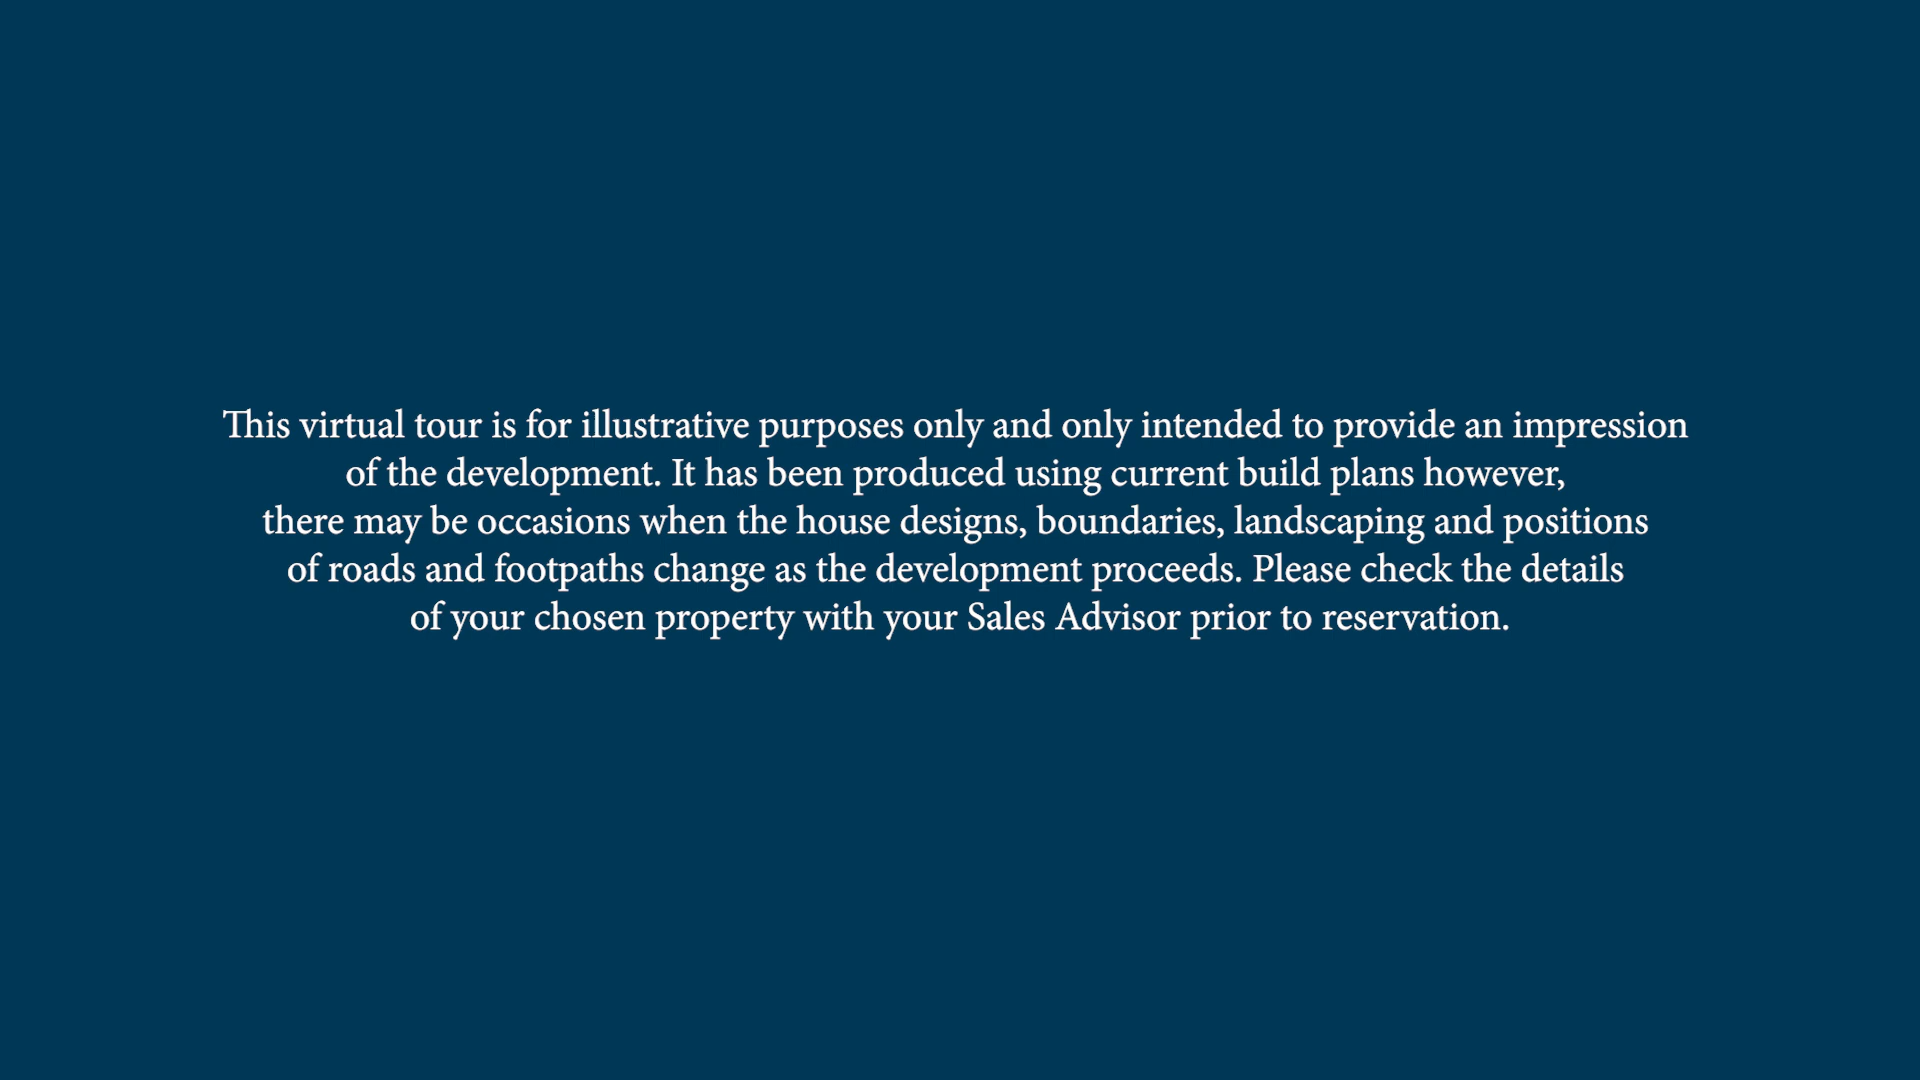 This virtual tour is for illustrative purposes only and only intended to provide an impression
of the development. It has been produced using current build plans however,
there may be occasions when the house designs, boundaries, landscaping and positions
of roads and footpaths change as the development proceeds. Please check the details
of your chosen property with your Sales Advisor prior to reservation.